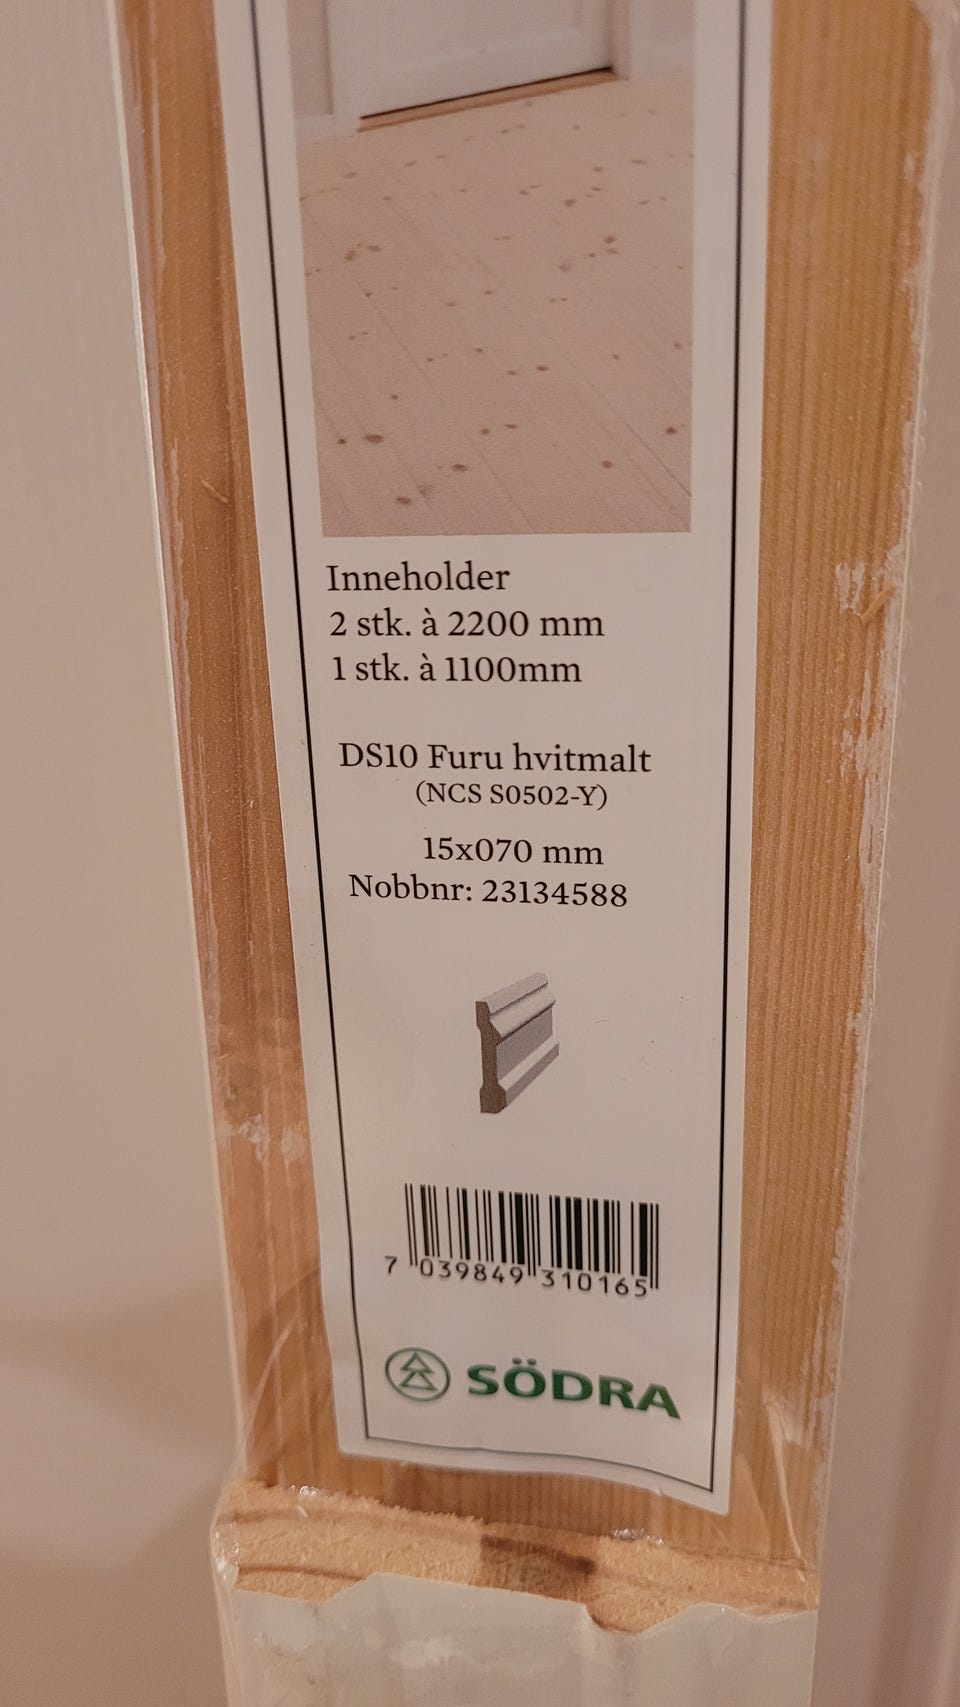 Inneholder
2 stk. à 2200 mm
1 stk. à 1100mm
DS10 Furu hvitmalt
(NCS S0502-Y)
15x070 mm
Nobbnr: 23134588
7 039849 310165
SÖDRA